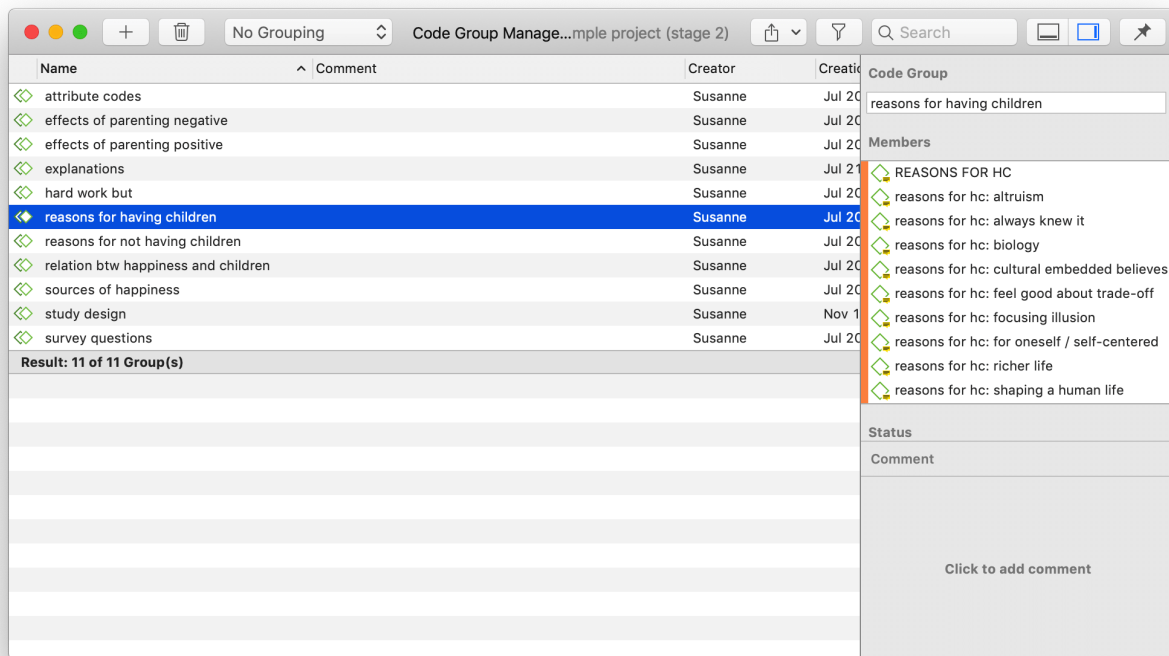 No Grouping
Code Group Manage...mple project (stage 2)
Search
Name Comment Creator Creatio
attribute codes Susanne Jul 20
effects of parenting negative Susanne Jul 20
effects of parenting positive Susanne Jul 20
explanations Susanne Jul 21
hard work but Susanne Jul 20
reasons for having children Susanne Jul 20
reasons for not having children Susanne Jul 20
relation btw happiness and children Susanne Jul 20
sources of happiness Susanne Jul 20
study design Susanne Nov 1
survey questions Susanne Jul 20
Result: 11 of 11 Group(s)
Code Group
reasons for having children
Members
REASONS FOR HC
reasons for hc: altruism
reasons for hc: always knew it
reasons for hc: biology
reasons for hc: cultural embedded believes
reasons for hc: feel good about trade-off
reasons for hc: focusing illusion
reasons for hc: for oneself / self-centered
reasons for hc: richer life
reasons for hc: shaping a human life
Status
Comment
Click to add comment